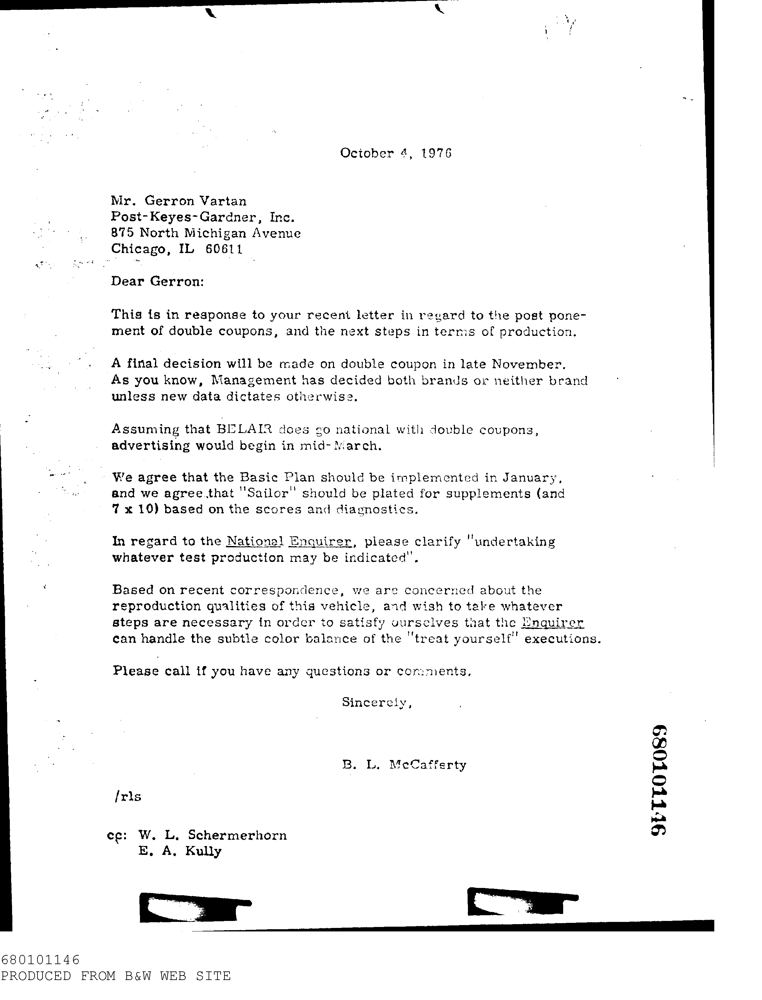 October 4, 1976
Mr. Gerron Vartan
Post-Keyes-Gardner, Inc.
875 North Michigan Avenue
Chicago, IL 60611
Dear Gerron:
This is in response to your recent letter in regard to the post pone-
ment of double coupons, and the next steps in terms of production.
A final decision will be made on double coupon in late November.
As you know, Management has decided both brands or neither brand
unless new data dictates otherwise.
Assuming that BELAIR does go national with double coupons,
advertising would begin in mid-March.
We agree that the Basic Plan should be implemented in January,
and we agree that "Sailor" should be plated for supplements (and
7 x 10) based on the scores and diagnostics.
In regard to the National Enquirer, please clarify "undertaking
whatever test production may be indicated".
Based on recent correspondence, we are concerned about the
reproduction qualities of this vehicle, and wish to take whatever
steps are necessary in order to satisfy ourselves that the Enquirer
can handle the subtle color balance of the "treat yourself" executions.
Please call if you have any questions or comments.
Sincerely,
B. L. McCafferty
/rls
cc: W. L. Schermerhorn
E. A. Kully
680101146
680101146
PRODUCED FROM B&W WEB SITE